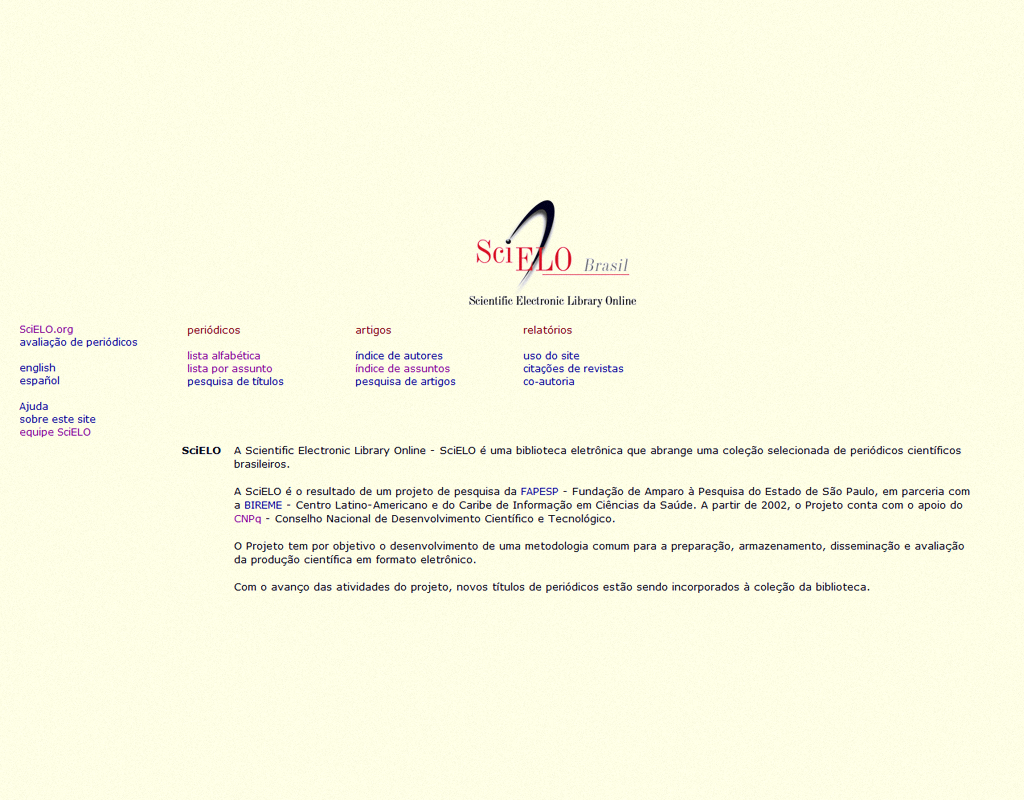 SciELO Brasil
Scientific Electronic Library Online
SciELO.org
avaliação de periódicos
english
español
Ajuda
sobre este site
equipe SciELO
periódicos
lista alfabética
lista por assunto
pesquisa de títulos
artigos
índice de autores
índice de assuntos
pesquisa de artigos
relatórios
uso do site
citações de revistas
co-autoria
SciELO
A Scientific Electronic Library Online - SciELO é uma biblioteca eletrônica que abrange uma coleção selecionada de periódicos científicos
brasileiros.
A SciELO é o resultado de um projeto de pesquisa da FAPESP - Fundação de Amparo à Pesquisa do Estado de São Paulo, em parceria com
a BIREME - Centro Latino-Americano e do Caribe de Informação em Ciências da Saúde. A partir de 2002, o Projeto conta com o apoio do
CNPq - Conselho Nacional de Desenvolvimento Científico e Tecnológico.
O Projeto tem por objetivo o desenvolvimento de uma metodologia comum para a preparação, armazenamento, disseminação e avaliação
da produção científica em formato eletrônico.
Com o avanço das atividades do projeto, novos títulos de periódicos estão sendo incorporados à coleção da biblioteca.